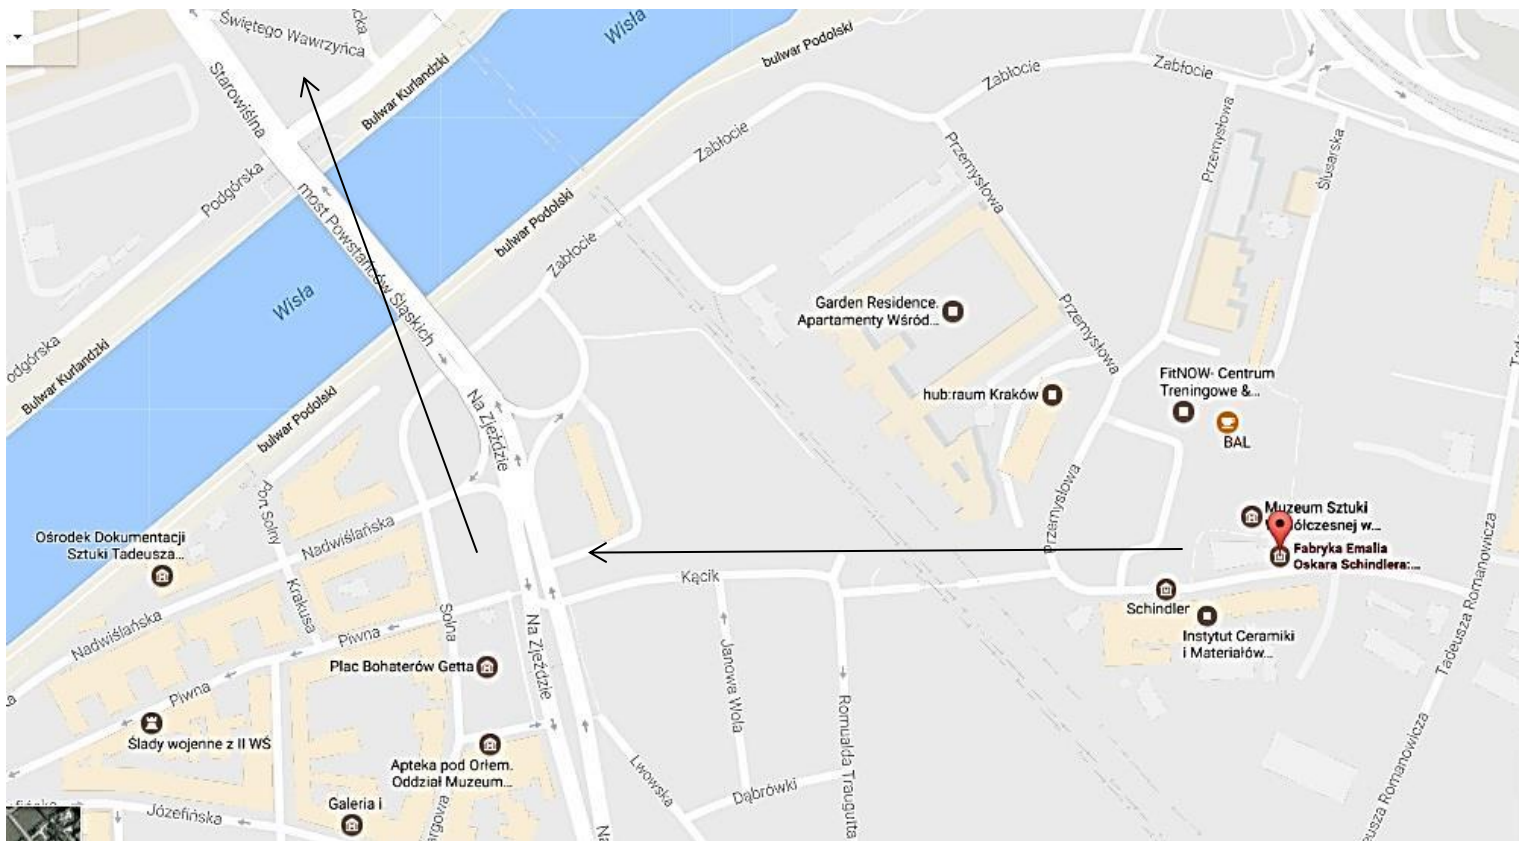 Świętego Wawrzyńca
Wisła
bulwar Podolski
Zabłocie
Zabłocie
Starowiślna
Bulwar Kurlandzki
Zabłocie
Przemysłowa
Przemysłowa
Ślusarska
Podgórska
most Powstańców Śląskich
bulwar Podolski
Zabłocie
Wisła
Garden Residence.
Apartamenty Wśród...
Przemysłowa
odgórska
Bulwar Kurlandzki
FitNOW- Centrum
Treningowe &...
hub:raum Kraków
BAL
bulwar Podolski
Na Zjeździe
Port Solny
Przemysłowa
Muzeum Sztuki
Nadwiślańska
Ośrodek Dokumentacji
Sztuki Tadeusza...
Fabryka Emalia
Oskara Schindlera:...
Kącik
Schindler
Krakusa
Solna
Na Zjeździe
Tadeusza Romanowicza
Instytut Ceramiki
i Materiałów...
Nadwiślańska
Piwna
Plac Bohaterów Getta
Janowa Wola
Romualda Traugutta
Piwna
Ślady wojenne z II WŚ
Apteka pod Orłem.
Oddział Muzeum...
Lwowska
Dąbrówki
Galeria i
Józefińska
argowa
Na
eusza Romanowicza